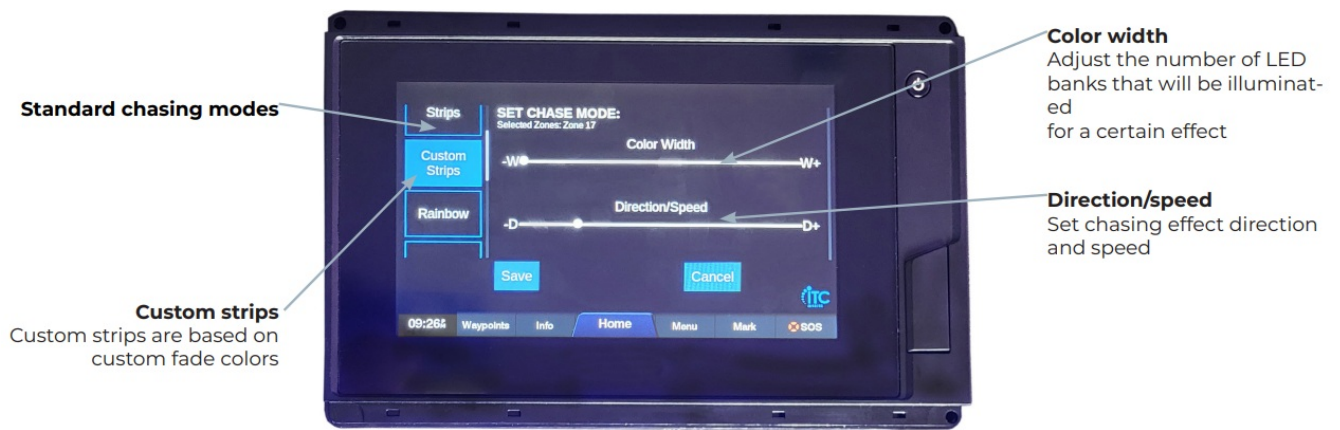 Standard chasing modes
Custom strips
Custom strips are based on
custom fade colors
Strips
Custom
Strips
Rainbow
SET CHASE MODE:
Selected Zones: Zone 17
Color Width
-W
W+
Direction/Speed
-D
D+
Save
Cancel
ITC
09:26
Waypoints
Info
Home
Menu
Mark
SOS
Color width
Adjust the number of LED
banks that will be illuminat-
ed
for a certain effect
Direction/speed
Set chasing effect direction
and speed